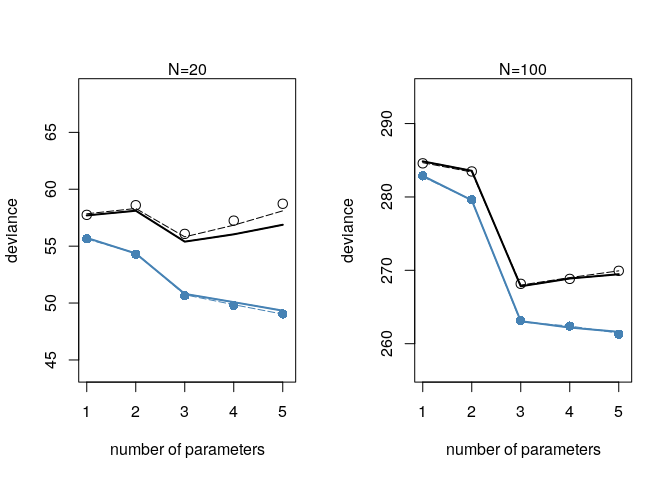 N=20
deviance
65
60
55
50
45
1 2 3 4 5
number of parameters
N=100
deviance
290
280
270
260
1 2 3 4 5
number of parameters